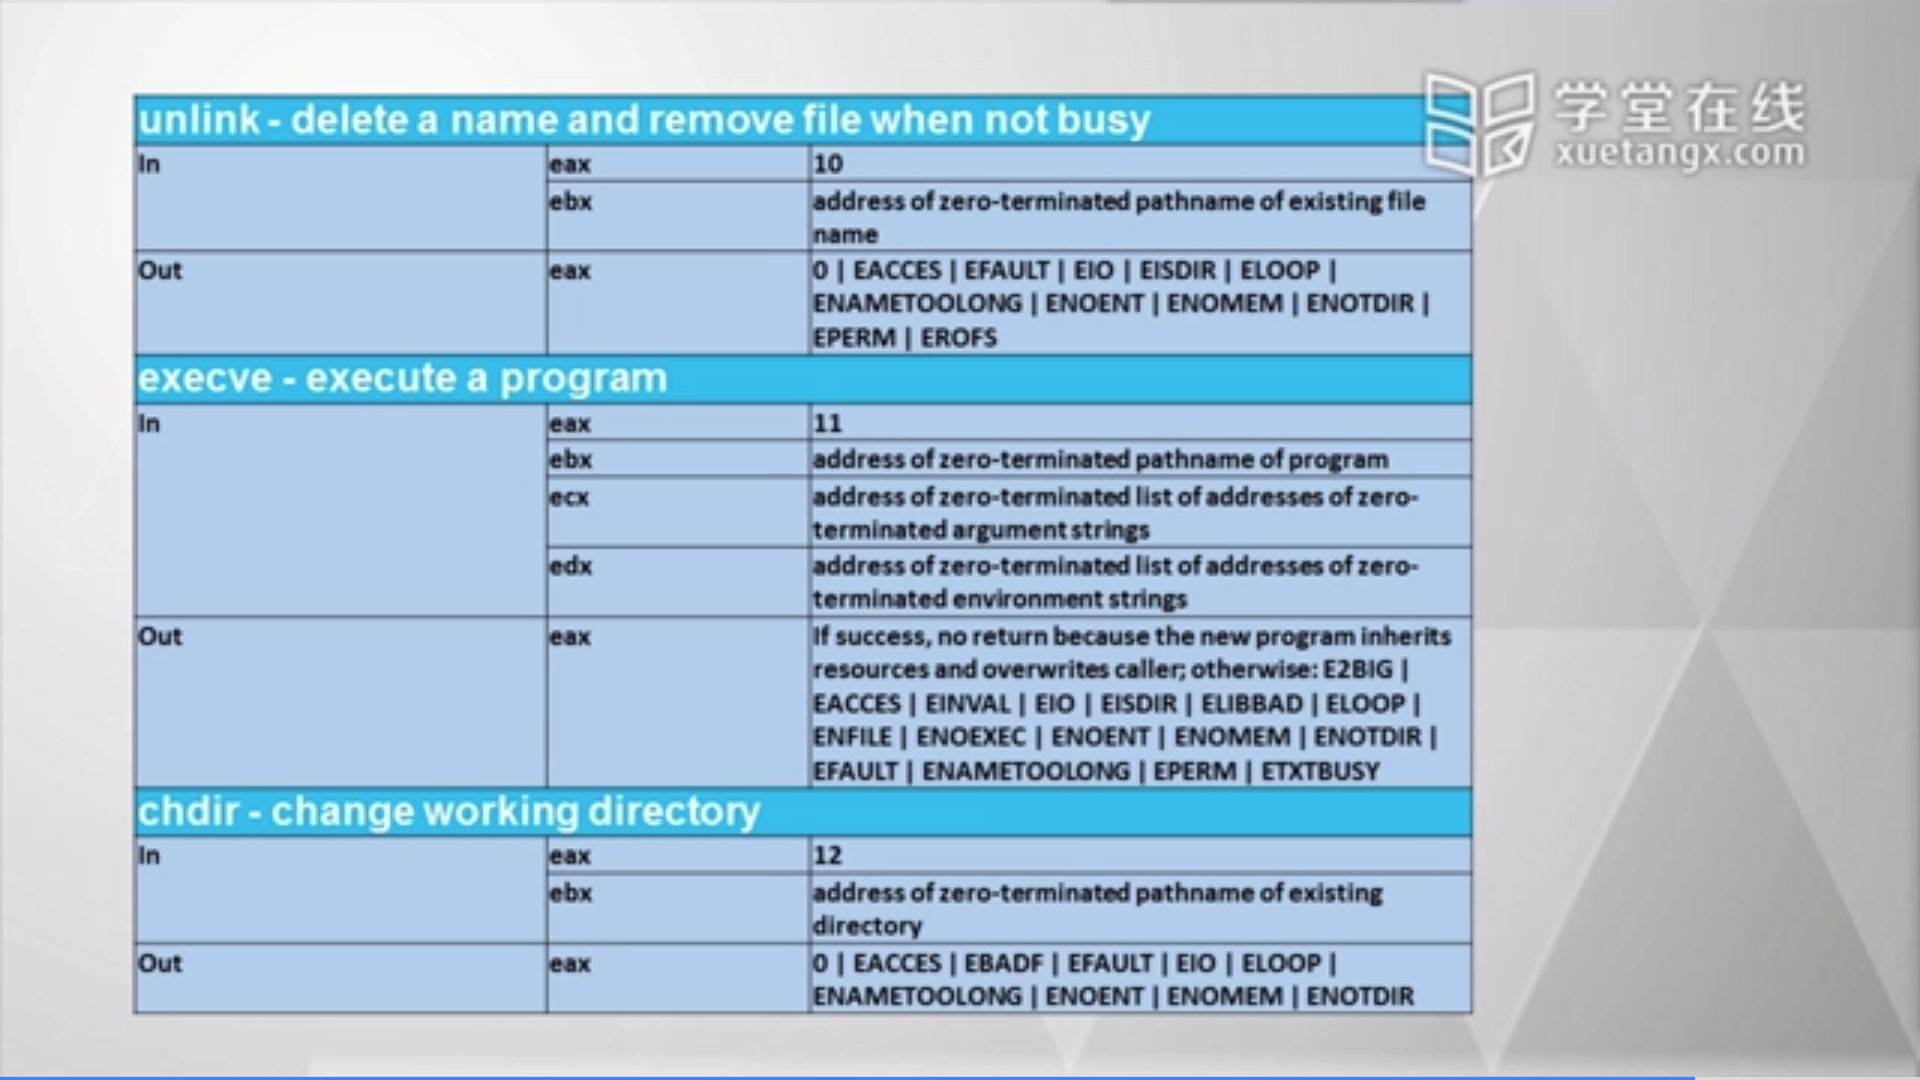 学堂在线
xuetangx.com
unlink - delete a name and remove file when not busy
In eax 10
ebx address of zero-terminated pathname of existing file
name
Out eax 0 | EACCES | EFAULT | EIO | EISDIR | ELOOP |
ENAMETOOLONG | ENOENT | ENOMEM | ENOTDIR |
EPERM | EROFS
execve - execute a program
In eax 11
ebx address of zero-terminated pathname of program
ecx address of zero-terminated list of addresses of zero-
terminated argument strings
edx address of zero-terminated list of addresses of zero-
terminated environment strings
Out eax If success, no return because the new program inherits
resources and overwrites caller; otherwise: E2BIG |
EACCES | EINVAL | EIO | EISDIR | ELIBBAD | ELOOP |
ENFILE | ENOEXEC | ENOENT | ENOMEM | ENOTDIR |
EFAULT | ENAMETOOLONG | EPERM | ETXTBUSY
chdir - change working directory
In eax 12
ebx address of zero-terminated pathname of existing
directory
Out eax 0 | EACCES | EBADF | EFAULT | EIO | ELOOP |
ENAMETOOLONG | ENOENT | ENOMEM | ENOTDIR